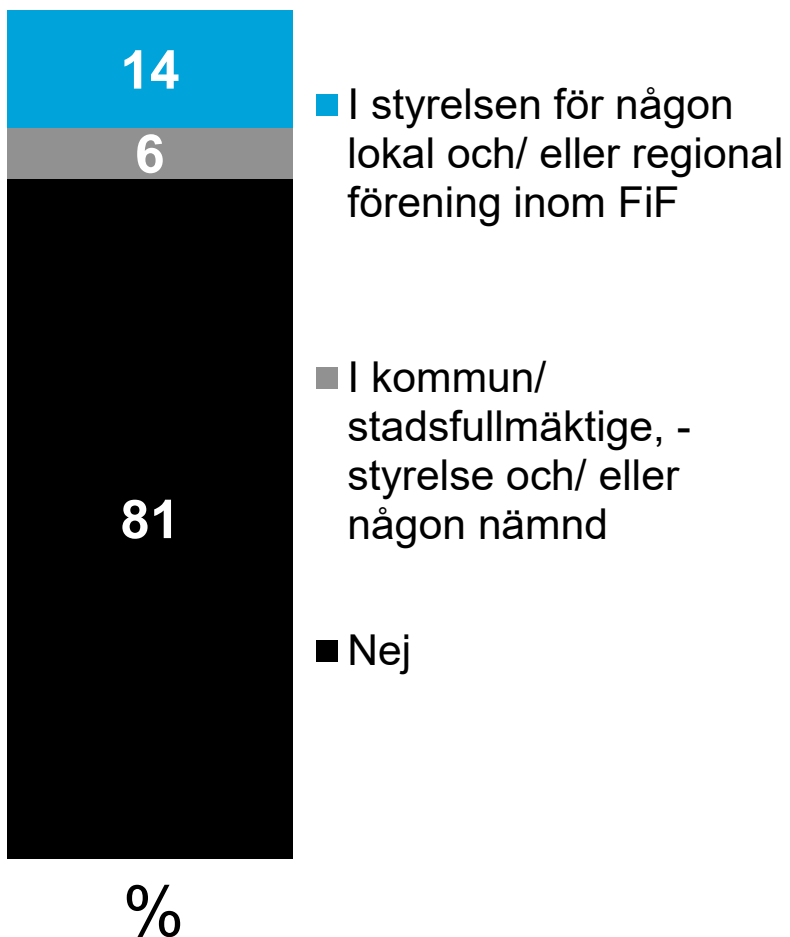 14
6
81
%
I styrelsen för någon
lokal och/ eller regional
förening inom FiF
I kommun/
stadsfullmäktige, -
styrelse och/ eller
någon nämnd
Nej